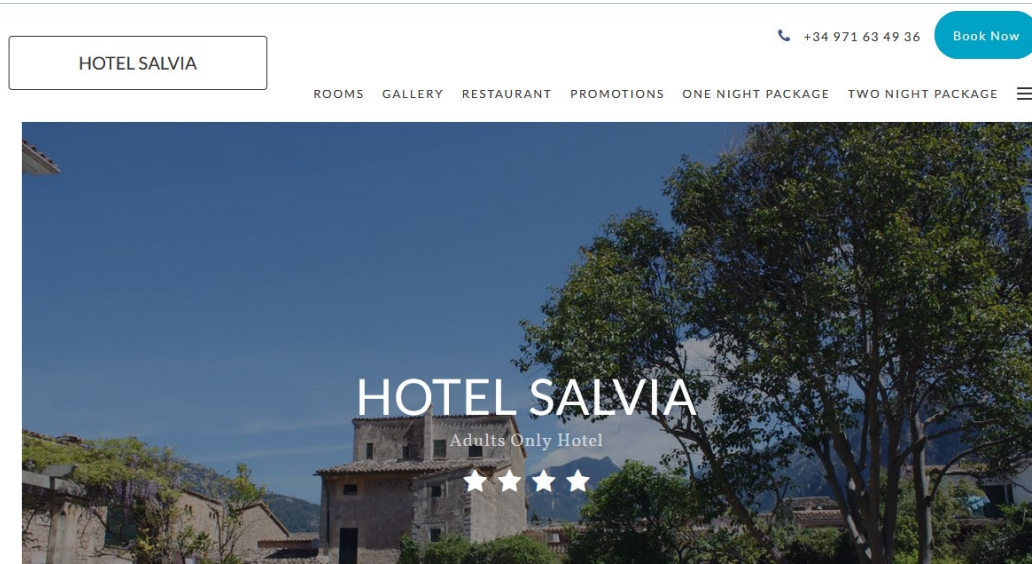 +34 971 63 49 36
Book Now
HOTEL SALVIA
ROOMS GALLERY RESTAURANT PROMOTIONS ONE NIGHT PACKAGE TWO NIGHT PACKAGE
HOTEL SALVIA
Adults Only Hotel